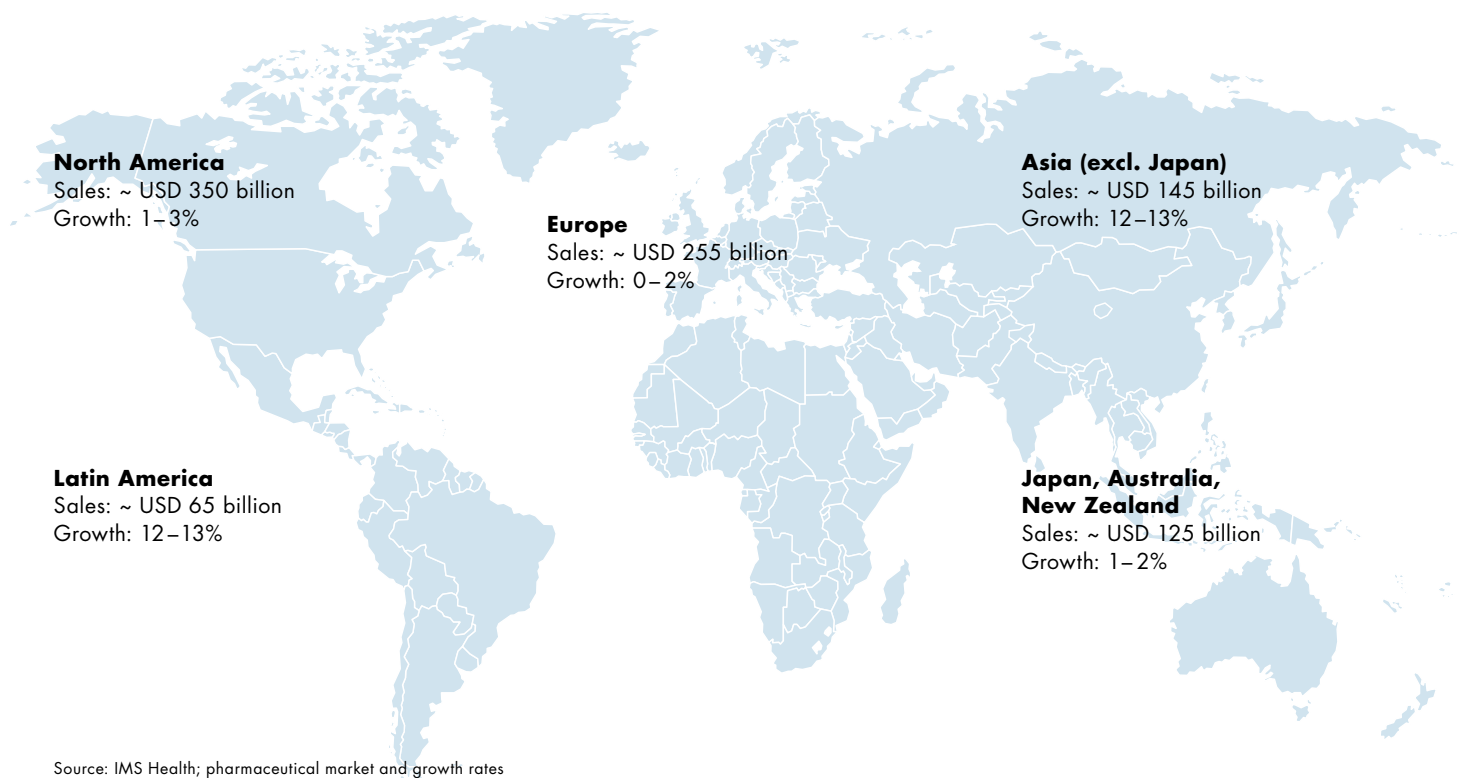 North America
Sales: ~ USD 350 billion
Growth: 1–3%
Europe
Sales: ~ USD 255 billion
Growth: 0–2%
Asia (excl. Japan)
Sales: ~ USD 145 billion
Growth: 12–13%
Latin America
Sales: ~ USD 65 billion
Growth: 12–13%
Japan, Australia,
New Zealand
Sales: ~ USD 125 billion
Growth: 1–2%
Source: IMS Health; pharmaceutical market and growth rates